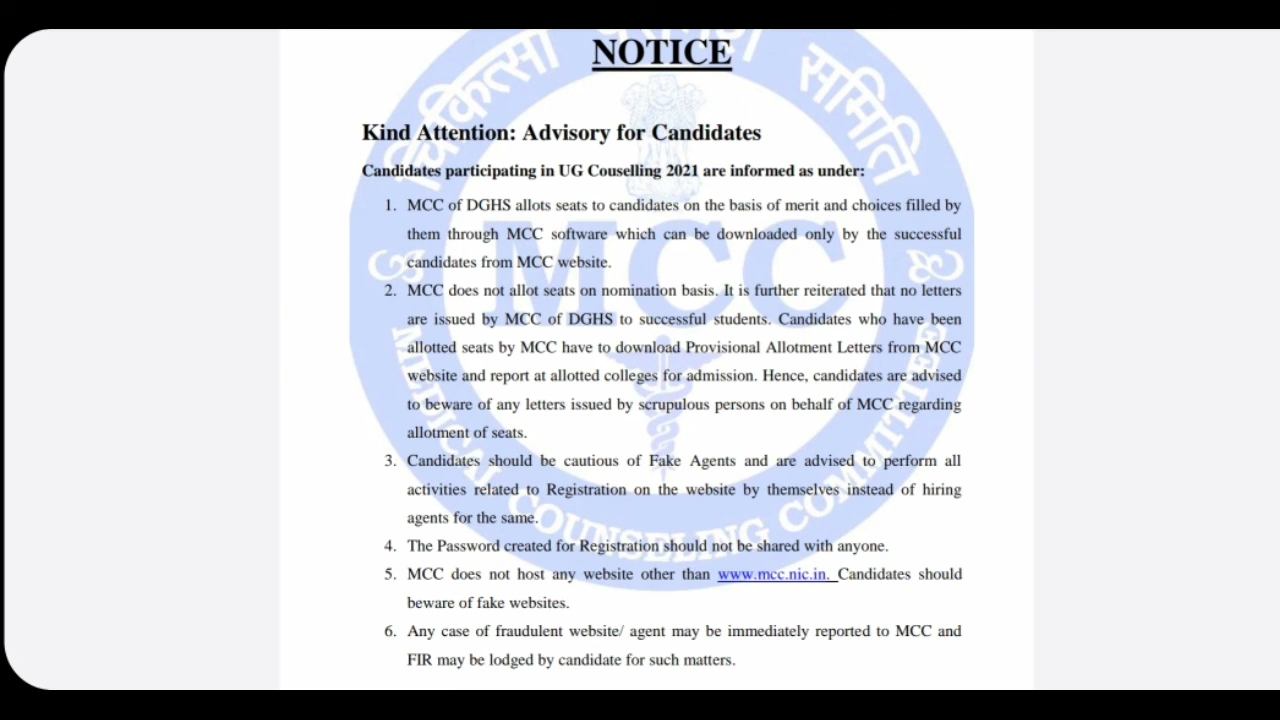 NOTICE
चिकित्सा परामर्श समिति
Kind Attention: Advisory for Candidates
Candidates participating in UG Couselling 2021 are informed as under:
1. MCC of DGHS allots seats to candidates on the basis of merit and choices filled by
them through MCC software which can be downloaded only by the successful
candidates from MCC website.
2. MCC does not allot seats on nomination basis. It is further reiterated that no letters
are issued by MCC of DGHS to successful students. Candidates who have been
allotted seats by MCC have to download Provisional Allotment Letters from MCC
website and report at allotted colleges for admission. Hence, candidates are advised
to beware of any letters issued by scrupulous persons on behalf of MCC regarding
allotment of seats.
3. Candidates should be cautious of Fake Agents and are advised to perform all
activities related to Registration on the website by themselves instead of hiring
agents for the same.
4. The Password created for Registration should not be shared with anyone.
5. MCC does not host any website other than www.mcc.nic.in. Candidates should
beware of fake websites.
6. Any case of fraudulent website/ agent may be immediately reported to MCC and
FIR may be lodged by candidate for such matters.
MCC
MEDICAL COUNSELING COMMITTEE